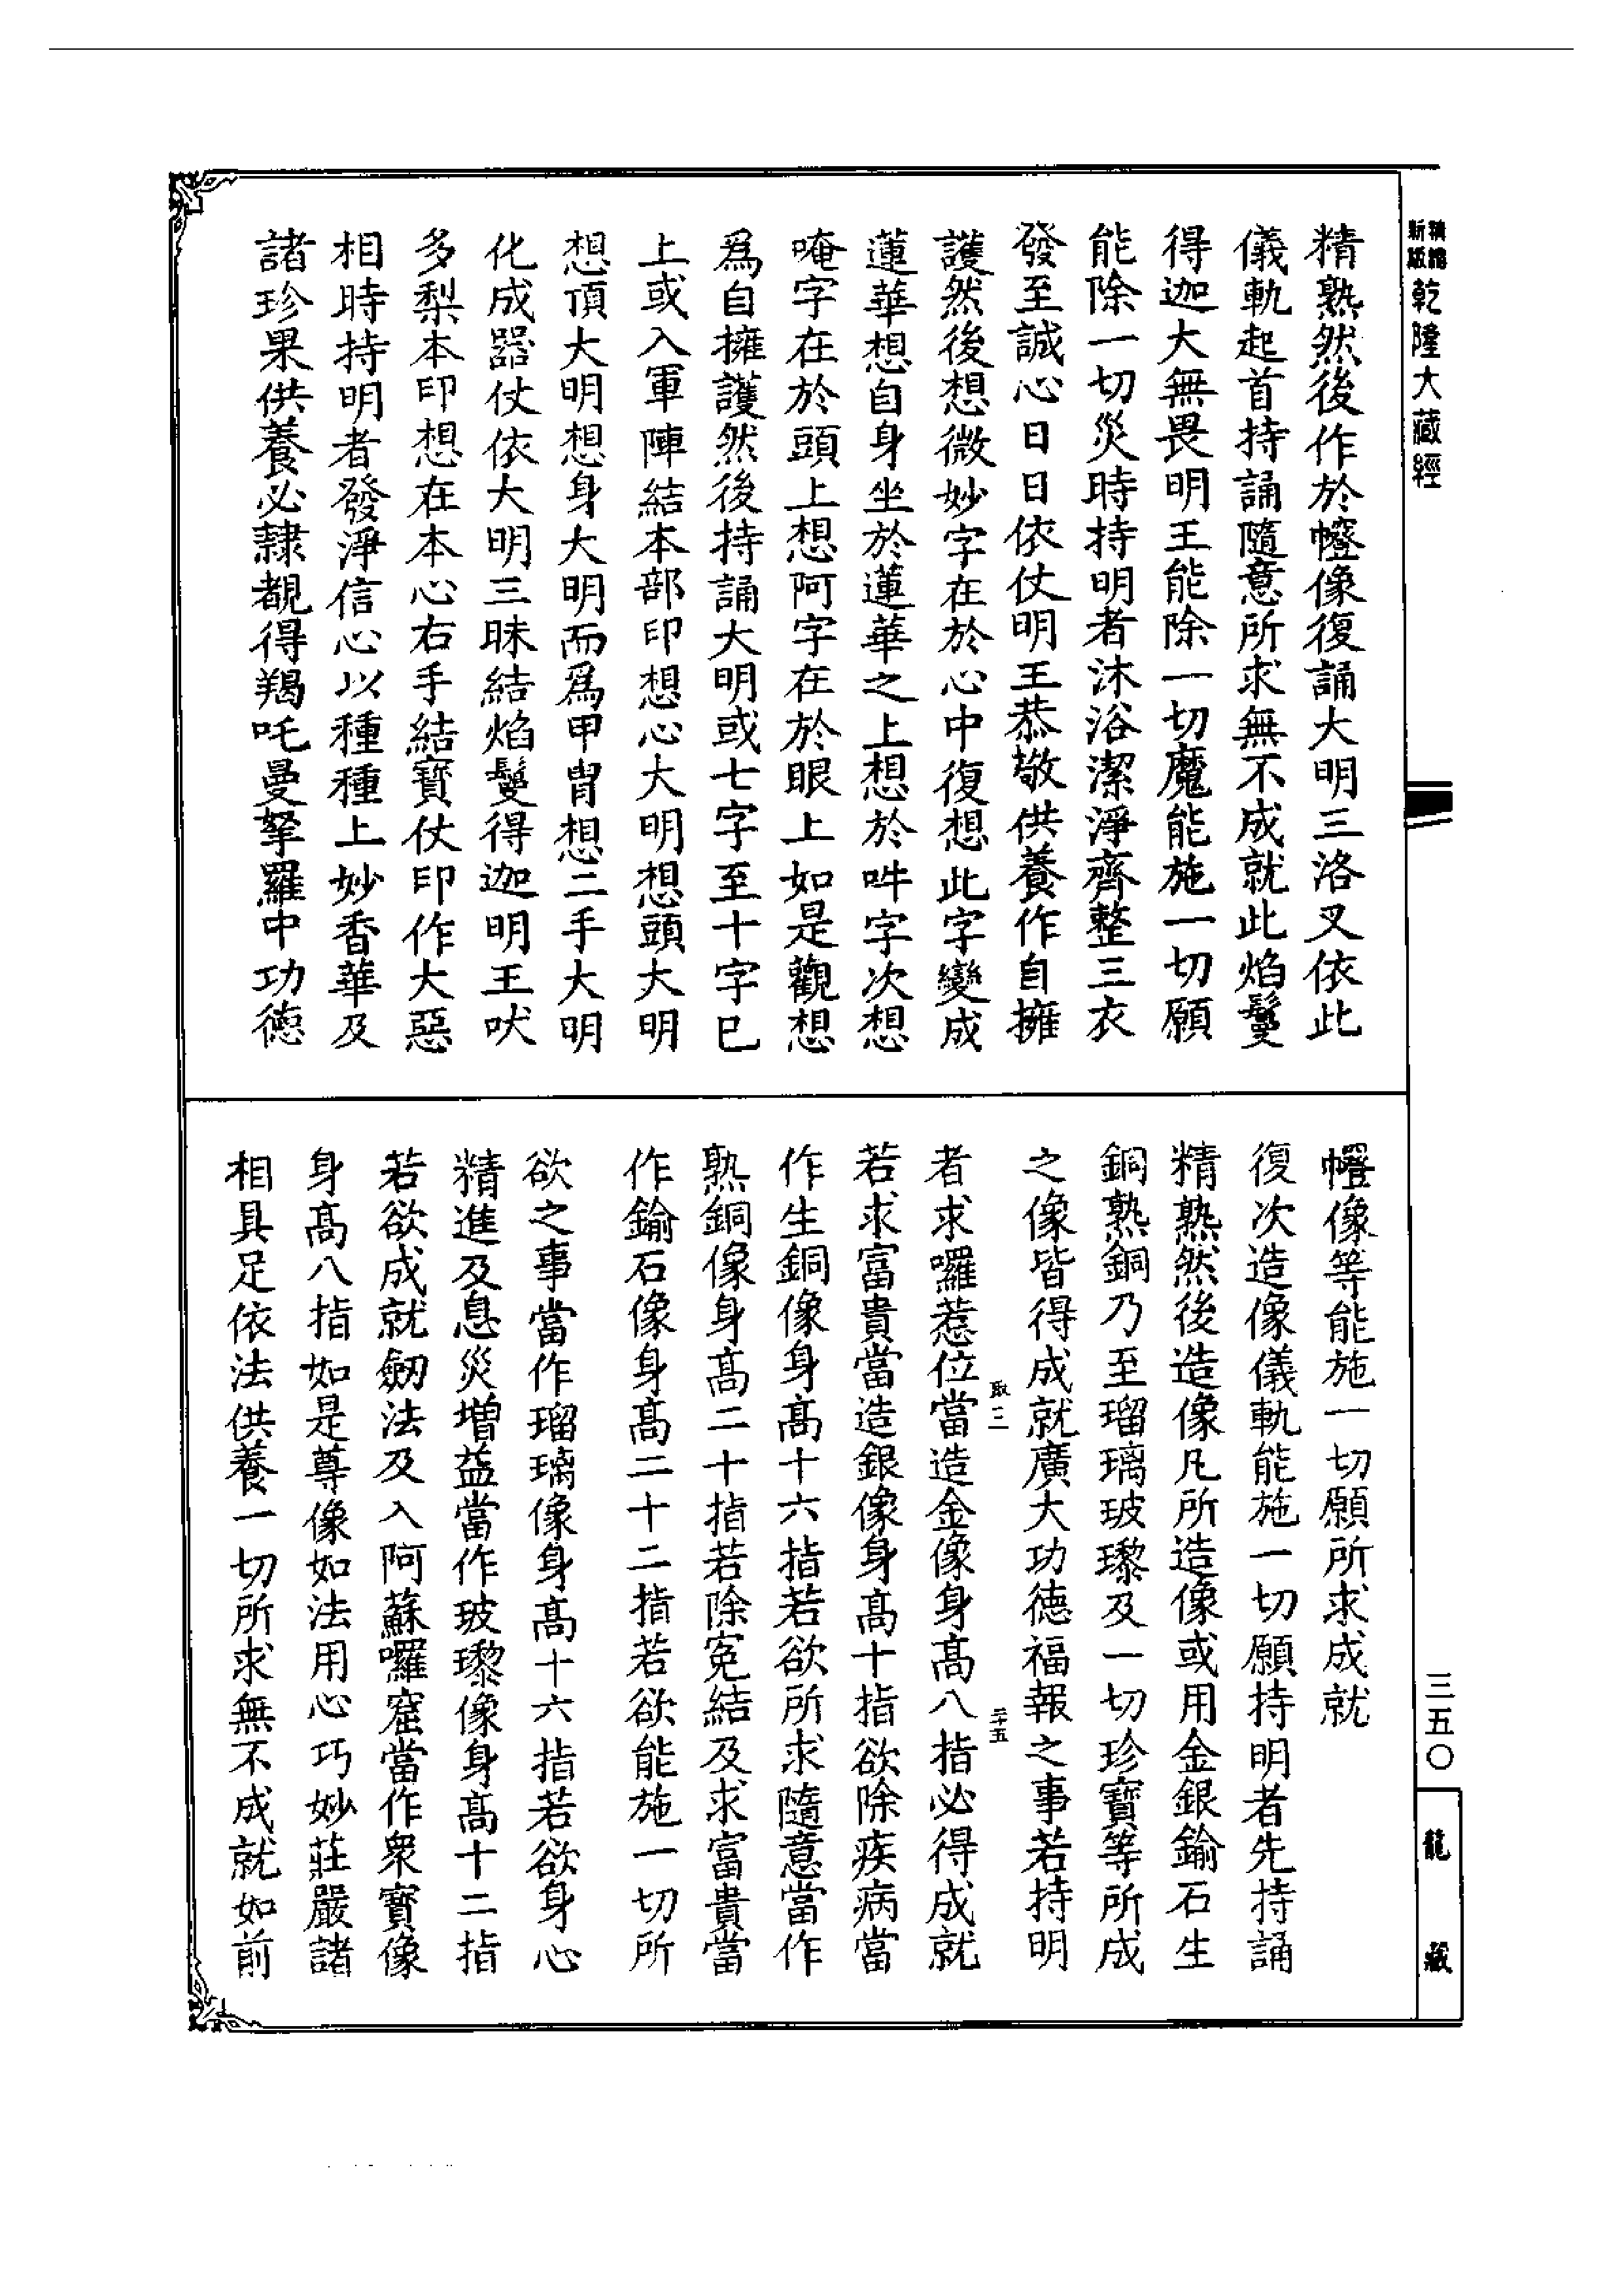 精熟然後作於㡧像復誦大明三洛叉依此
儀軌起首持誦隨意所求無不成就此焰鬘
得迦大無畏明王能除一切魔能施一切願
能除一切災時持明者沐浴潔淨齊整三衣
發至誠心日日依仗明王恭敬供養作自擁
護然後想微妙字在於心中復想此字變成
蓮華想自身坐於蓮華之上想於吽字次想
唵字在於頭上想阿字在於眼上如是觀想
爲自擁護然後持誦大明或七字至十字已
上或入軍陣結本部印想心大明想頭大明
想頂大明想身大明而爲甲冑想二手大明
化成器仗依大明三昧結焰鬘得迦明王吠
多梨本印想在本心右手結寶仗印作大惡
相時持明者發淨信心以種種上妙香華及
諸珍果供養必隷覩得羯吒曼拏羅中功德
㡧像等能施一切願所求成就
復次造像儀軌能施一切願持明者先持誦
精熟然後造像凡所造像或用金銀鍮石生
銅熟銅乃至瑠璃玻瓈及一切珍寶等所成
之像皆得成就廣大功德福報之事若持明
者求囉惹位當造金像身高八指必得成就
若求富貴當造銀像身高十指欲除疾病當
作生銅像身高十六指若欲所求隨意當作
熟銅像身高二十指若除冤結及求富貴當
作鍮石像身高二十二指若欲能施一切所
欲之事當作瑠璃像身高十六指若欲身心
精進及息災增益當作玻瓈像身高十二指
若欲成就劒法及入阿蘇囉窟當作衆寶像
身高八指如是尊像如法用心巧妙莊嚴諸
相具足依法供養一切所求無不成就如前
新版
乾隆大藏經
三五〇
龍藏